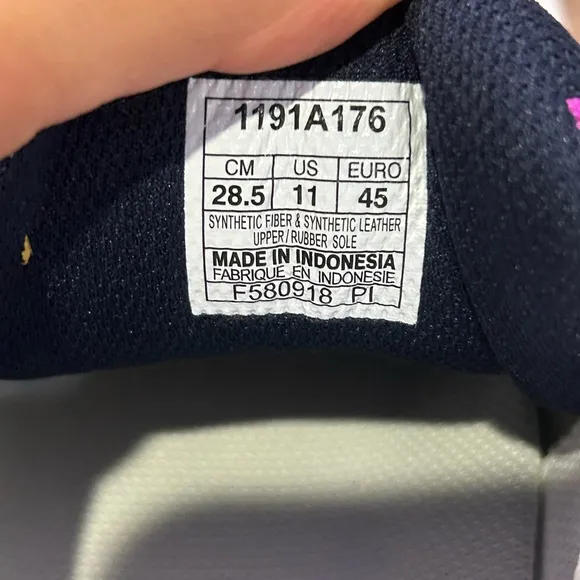 1191A176
CM US EURO
28.5 11 45
SYNTHETIC FIBER & SYNTHETIC LEATHER
UPPER/RUBBER SOLE
MADE IN INDONESIA
FABRIQUE EN INDONESIE
F580918 PI